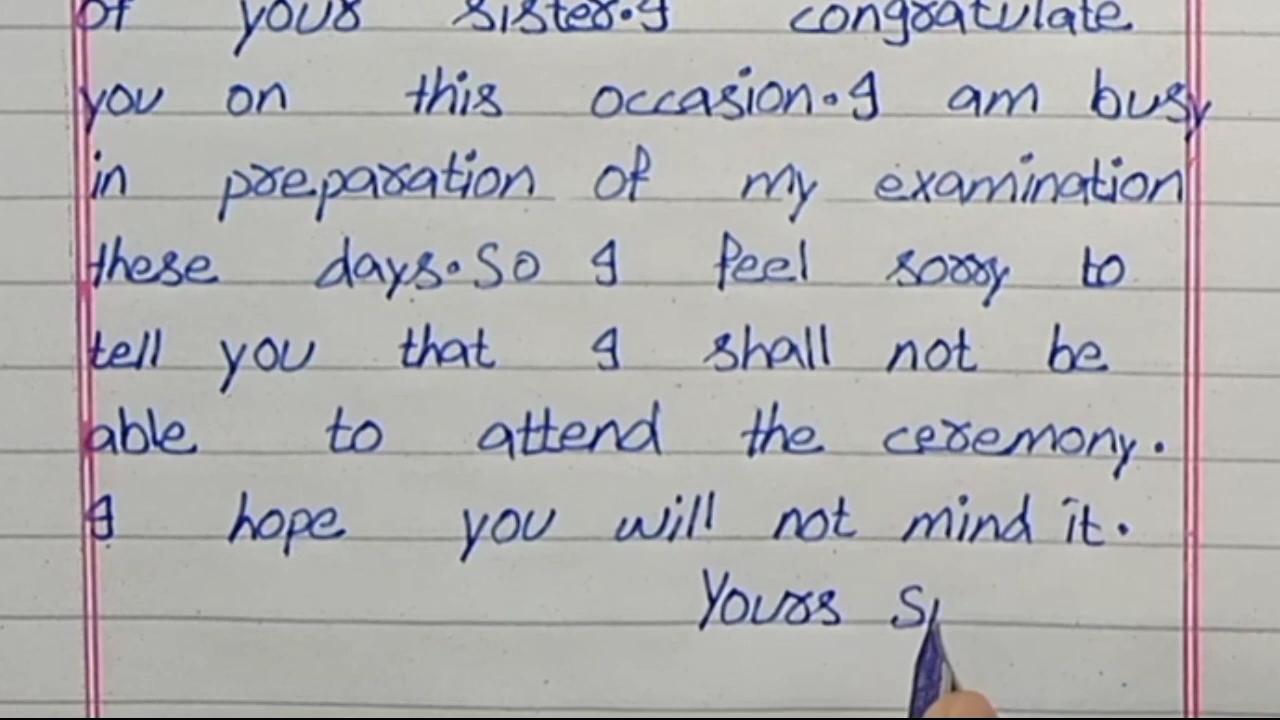 of your sister. I congratulate
you on this occasion. I am busy
in preparation of my examination
these days. So I feel sorry to
tell you that I shall not be
able to attend the ceremony.
I hope you will not mind it.
Yours S